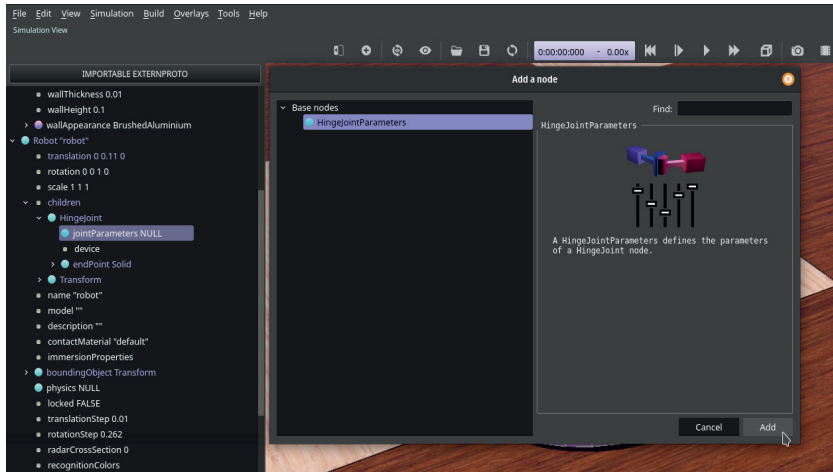 File Edit View Simulation Build Overlays Tools Help
Simulation View
0:00:00:000 - 0.00x
IMPORTABLE EXTERNPROTO
wallThickness 0.01
wallHeight 0.1
wallAppearance BrushedAluminium
Robot "robot"
translation 0 0.11 0
rotation 0 0 1 0
scale 1 1 1
children
HingeJoint
jointParameters NULL
device
endPoint Solid
Transform
name "robot"
model ""
description ""
contactMaterial "default"
immersionProperties
boundingObject Transform
physics NULL
locked FALSE
translationStep 0.01
rotationStep 0.262
radarCrossSection 0
recognitionColors
Add a node
Base nodes
HingeJointParameters
Find:
HingeJointParameters
A HingeJointParameters defines the parameters
of a HingeJoint node.
Cancel Add